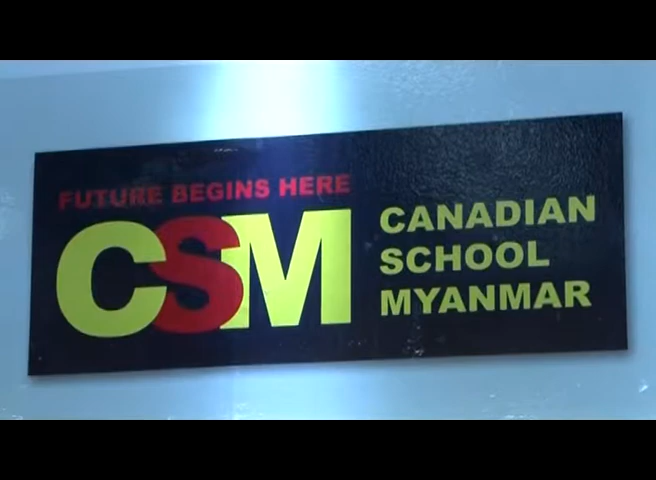 FUTURE BEGINS HERE
CSM
CANADIAN
SCHOOL
MYANMAR